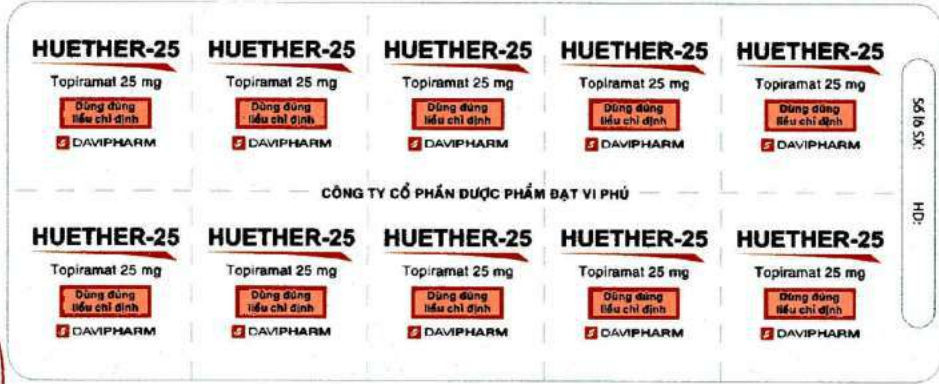 HUETHER-25 HUETHER-25 HUETHER-25 HUETHER-25 HUETHER-25
Topiramat 25 mg Topiramat 25 mg Topiramat 25 mg Topiramat 25 mg Topiramat 25 mg
Dùng đúng Dùng đúng Dùng đúng Dùng đúng Dùng đúng
liều chỉ định liều chỉ định liều chỉ định liều chỉ định liều chỉ định
DAVIPHARM DAVIPHARM DAVIPHARM DAVIPHARM DAVIPHARM
CÔNG TY CỔ PHẦN DƯỢC PHẨM ĐẠT VI PHÚ
HUETHER-25 HUETHER-25 HUETHER-25 HUETHER-25 HUETHER-25
Topiramat 25 mg Topiramat 25 mg Topiramat 25 mg Topiramat 25 mg Topiramat 25 mg
Dùng đúng Dùng đúng Dùng đúng Dùng đúng Dùng đúng
liều chỉ định liều chỉ định liều chỉ định liều chỉ định liều chỉ định
DAVIPHARM DAVIPHARM DAVIPHARM DAVIPHARM DAVIPHARM
Số lô SX: HD: